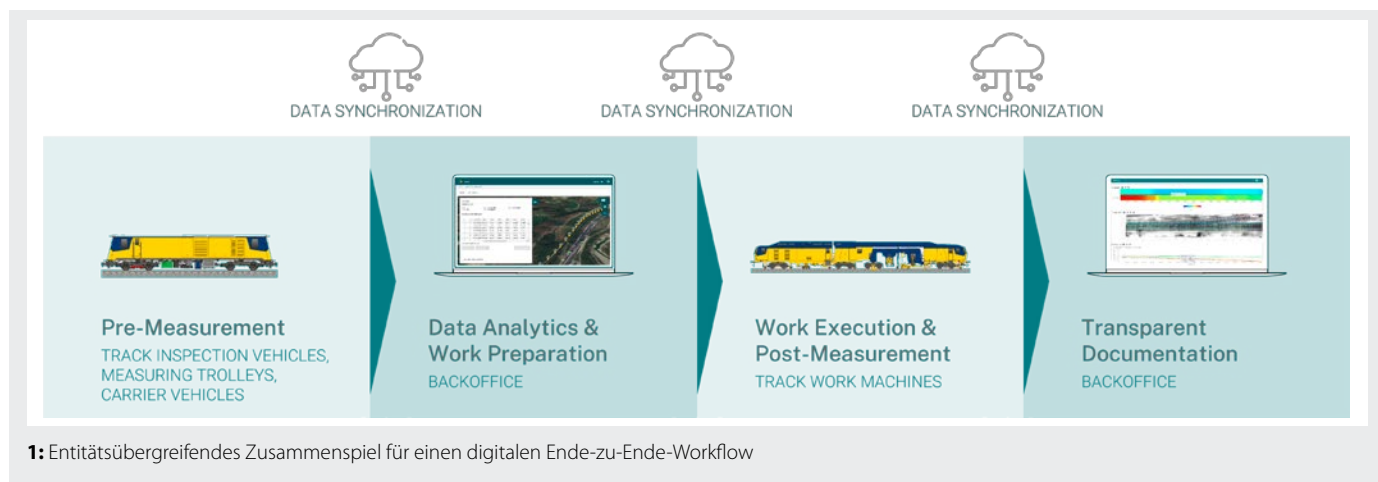 DATA SYNCHRONIZATION
DATA SYNCHRONIZATION
DATA SYNCHRONIZATION
Pre-Measurement
TRACK INSPECTION VEHICLES,
MEASURING TROLLEYS,
CARRIER VEHICLES
Data Analytics &
Work Preparation
BACKOFFICE
Work Execution &
Post-Measurement
TRACK WORK MACHINES
Transparent
Documentation
BACKOFFICE
1: Entitätsübergreifendes Zusammenspiel für einen digitalen Ende-zu-Ende-Workflow